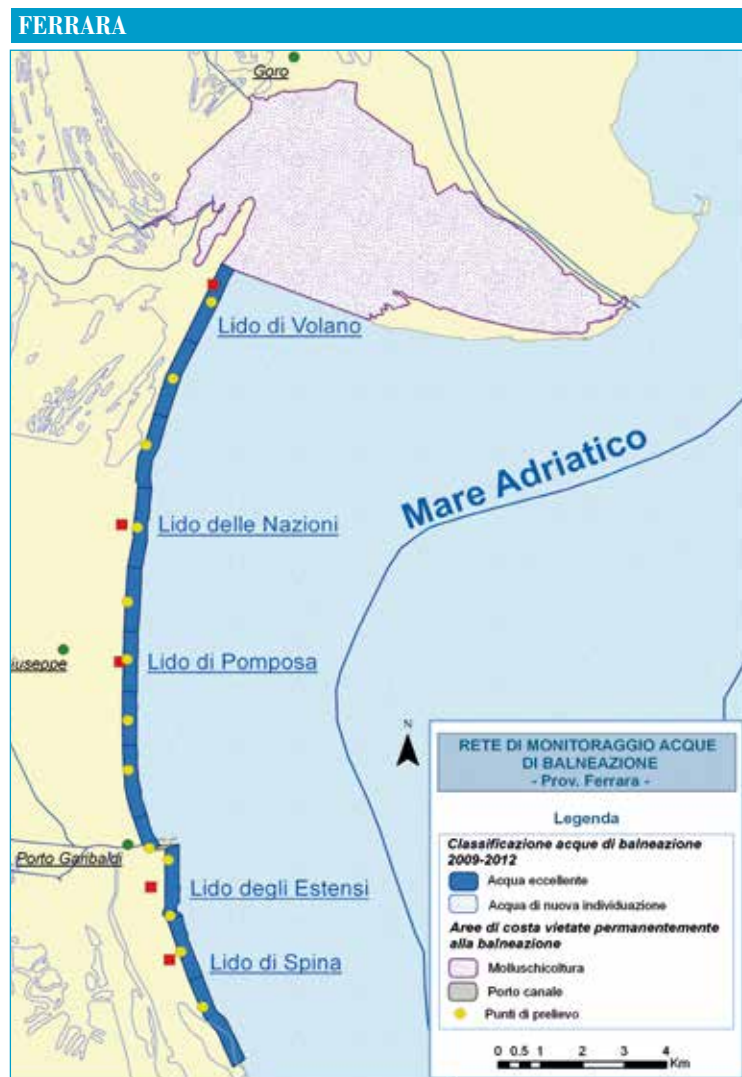 FERRARA
Goro
Lido di Volano
Mare Adriatico
Lido delle Nazioni
iuseppe
Lido di Pomposa
N
RETE DI MONITORAGGIO ACQUE
DI BALNEAZIONE
- Prov. Ferrara -
Legenda
Classificazione acque di balneazione
2009-2012
Acqua eccellente
Acqua di nuova individuazione
Aree di costa vietate permanentemente
alla balneazione
Molluschicoltura
Porto canale
Punti di prelievo
0 0.5 1 2 3 4
Km
Porto Garibaldi
Lido degli Estensi
Lido di Spina